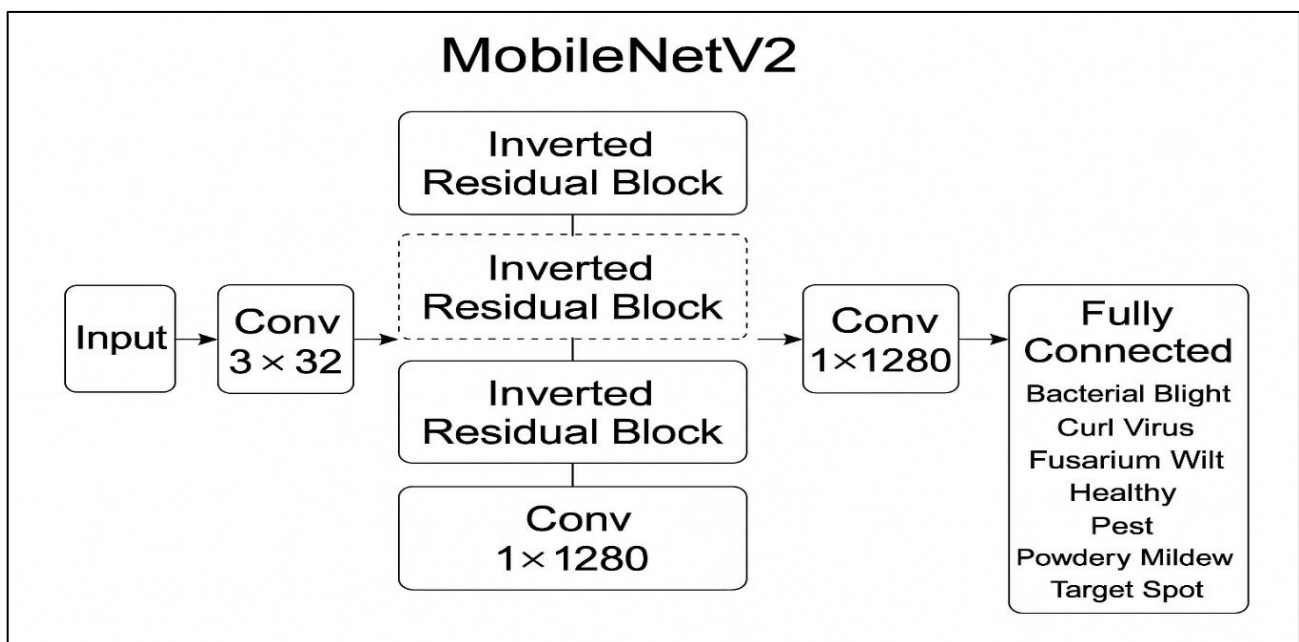 MobileNetV2
Input
Conv
3 × 32
Inverted
Residual Block
Inverted
Residual Block
Inverted
Residual Block
Conv
1×1280
Conv
1×1280
Fully
Connected
Bacterial Blight
Curl Virus
Fusarium Wilt
Healthy
Pest
Powdery Mildew
Target Spot